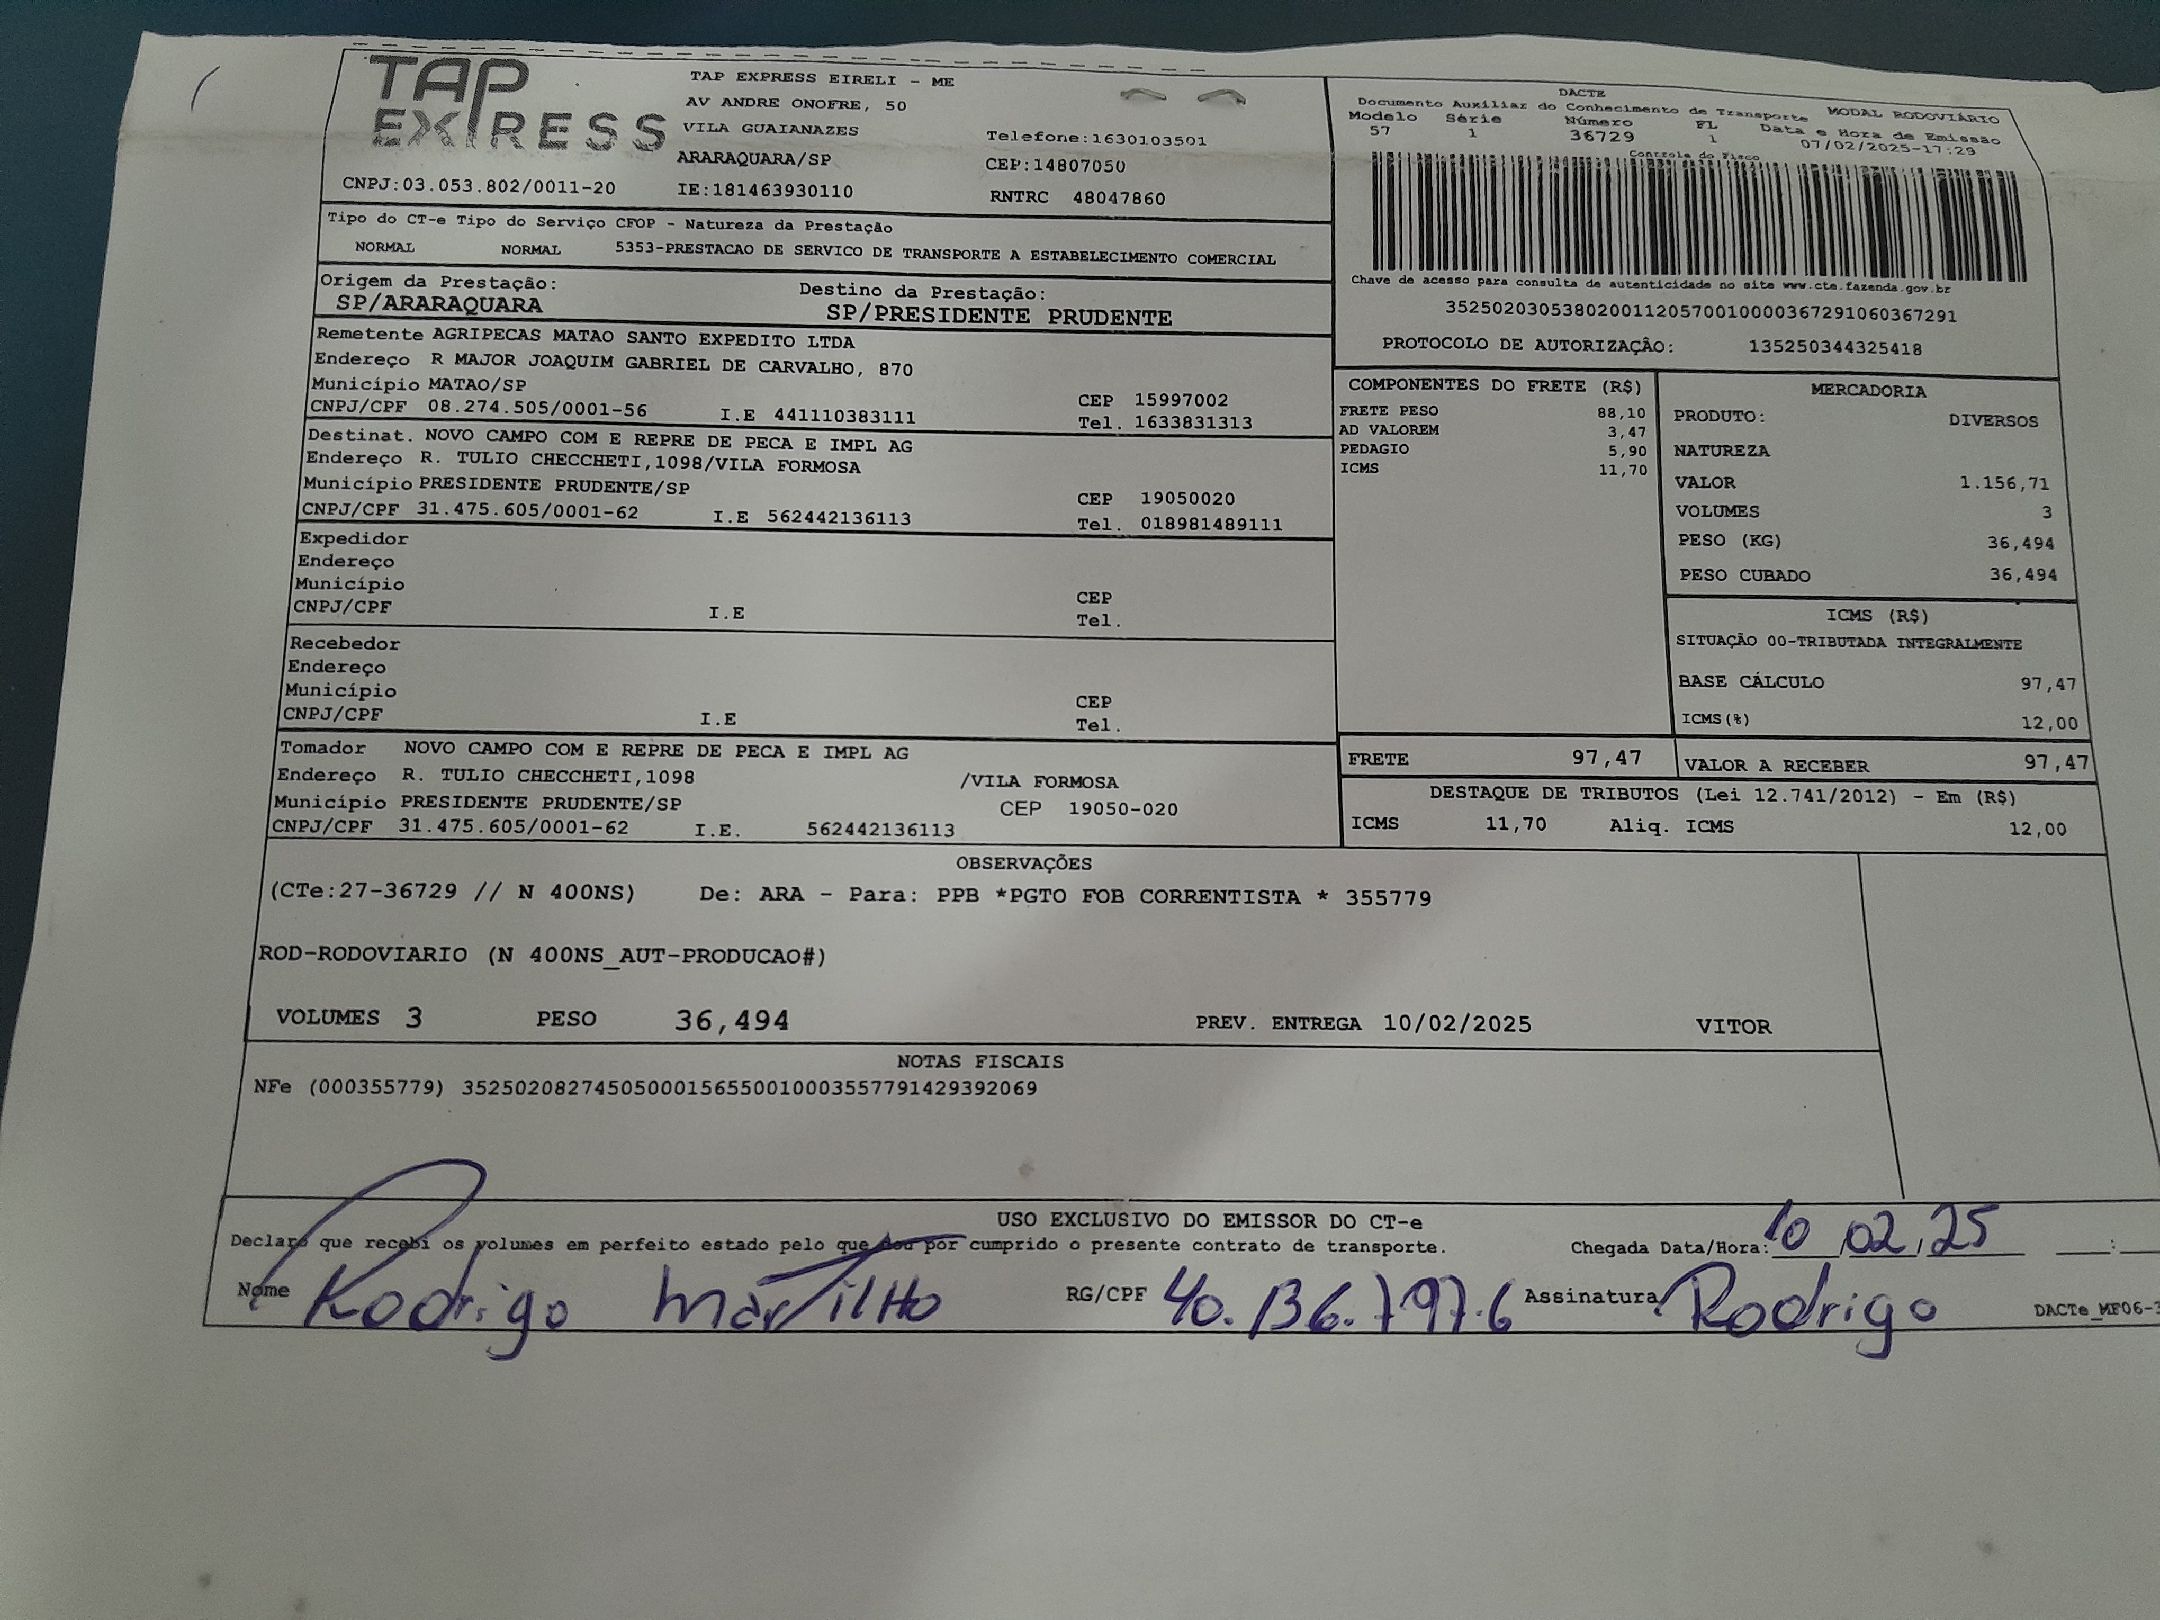 TAP
EXPRESS
TAP EXPRESS EIRELI - ME
AV ANDRE ONOFRE, 50
VILA GUAIANAZES
Telefone:1630103501
ARARAQUARA/SP
CEP:14807050
CNPJ:03.053.802/0011-20 IE:181463930110 RNTRC 48047860
DACTE
Documento Auxiliar do Conhecimento de Transporte MODAL RODOVIÁRIO
Modelo Série Número FL Data e Hora de Emissão
57 1 36729 1 07/02/2025-17:29
Controle do Fisco
Chave de acesso para consulta de autenticidade no site www.cte.fazenda.gov.br
35250203053802001120570010000367291060367291
PROTOCOLO DE AUTORIZAÇÃO: 135250344325418
Tipo do CT-e Tipo do Serviço CFOP - Natureza da Prestação
NORMAL NORMAL 5353-PRESTACAO DE SERVICO DE TRANSPORTE A ESTABELECIMENTO COMERCIAL
Origem da Prestação: Destino da Prestação:
SP/ARARAQUARA SP/PRESIDENTE PRUDENTE
Remetente AGRIPECAS MATAO SANTO EXPEDITO LTDA
Endereço R MAJOR JOAQUIM GABRIEL DE CARVALHO, 870
Município MATAO/SP CEP 15997002
CNPJ/CPF 08.274.505/0001-56 I.E 441110383111 Tel. 1633831313
Destinat. NOVO CAMPO COM E REPRE DE PECA E IMPL AG
Endereço R. TULIO CHECCHETI,1098/VILA FORMOSA
Município PRESIDENTE PRUDENTE/SP CEP 19050020
CNPJ/CPF 31.475.605/0001-62 I.E 562442136113 Tel. 018981489111
Expedidor
Endereço
Município CEP
CNPJ/CPF I.E Tel.
Recebedor
Endereço
Município CEP
CNPJ/CPF I.E Tel.
Tomador NOVO CAMPO COM E REPRE DE PECA E IMPL AG
Endereço R. TULIO CHECCHETI,1098 /VILA FORMOSA
Município PRESIDENTE PRUDENTE/SP CEP 19050-020
CNPJ/CPF 31.475.605/0001-62 I.E. 562442136113
COMPONENTES DO FRETE (R$)
FRETE PESO 88,10
AD VALOREM 3,47
PEDAGIO 5,90
ICMS 11,70
MERCADORIA
PRODUTO: DIVERSOS
NATUREZA
VALOR 1.156,71
VOLUMES 3
PESO (KG) 36,494
PESO CUBADO 36,494
ICMS (R$)
SITUAÇÃO 00-TRIBUTADA INTEGRALMENTE
BASE CÁLCULO 97,47
ICMS(%) 12,00
FRETE 97,47 VALOR A RECEBER 97,47
DESTAQUE DE TRIBUTOS (Lei 12.741/2012) - Em (R$)
ICMS 11,70 Aliq. ICMS 12,00
OBSERVAÇÕES
(CTe:27-36729 // N 400NS) De: ARA - Para: PPB *PGTO FOB CORRENTISTA * 355779
ROD-RODOVIARIO (N 400NS_AUT-PRODUCAO#)
VOLUMES 3 PESO 36,494 PREV. ENTREGA 10/02/2025 VITOR
NOTAS FISCAIS
NFe (000355779) 35250208274505000156550010003557791429392069
USO EXCLUSIVO DO EMISSOR DO CT-e
Declaro que recebi os volumes em perfeito estado pelo que dou por cumprido o presente contrato de transporte. Chegada Data/Hora: 10/02/25 __:__
Nome Rodrigo RG/CPF 40.136.797-6 Assinatura Rodrigo